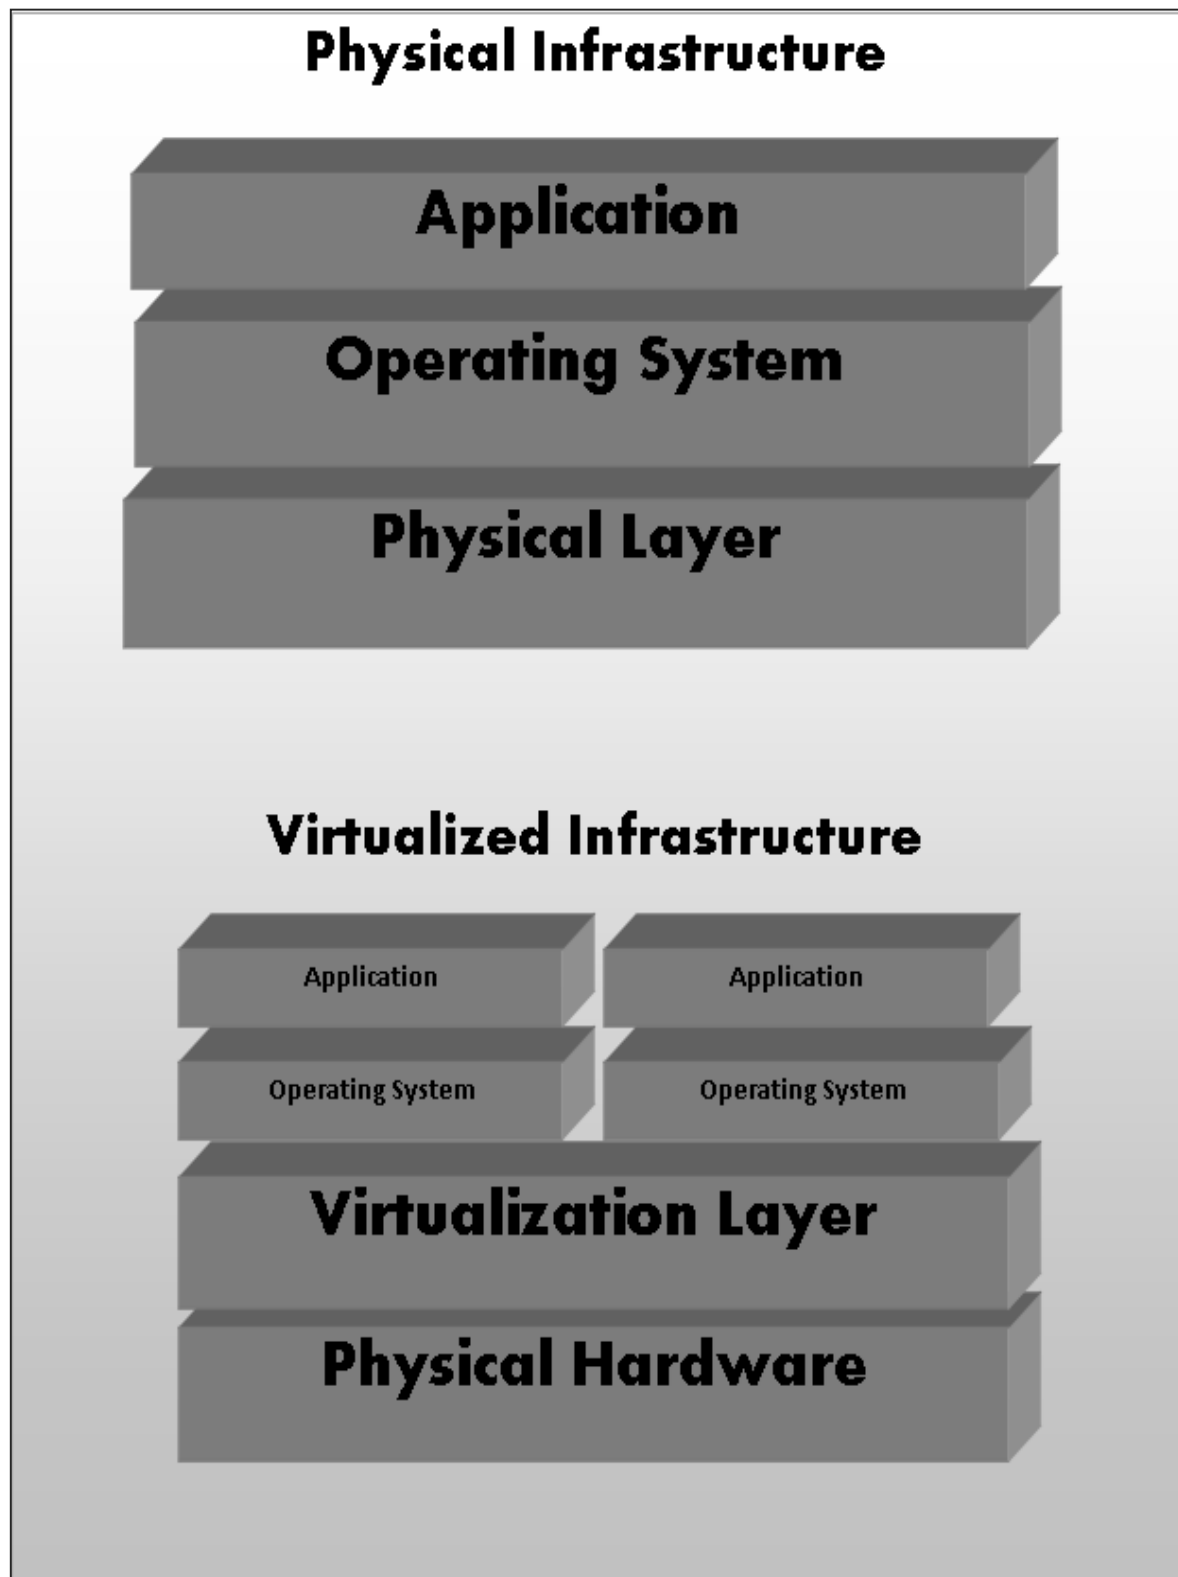 Physical Infrastructure
Application
Operating System
Physical Layer
Virtualized Infrastructure
Application
Application
Operating System
Operating System
Virtualization Layer
Physical Hardware